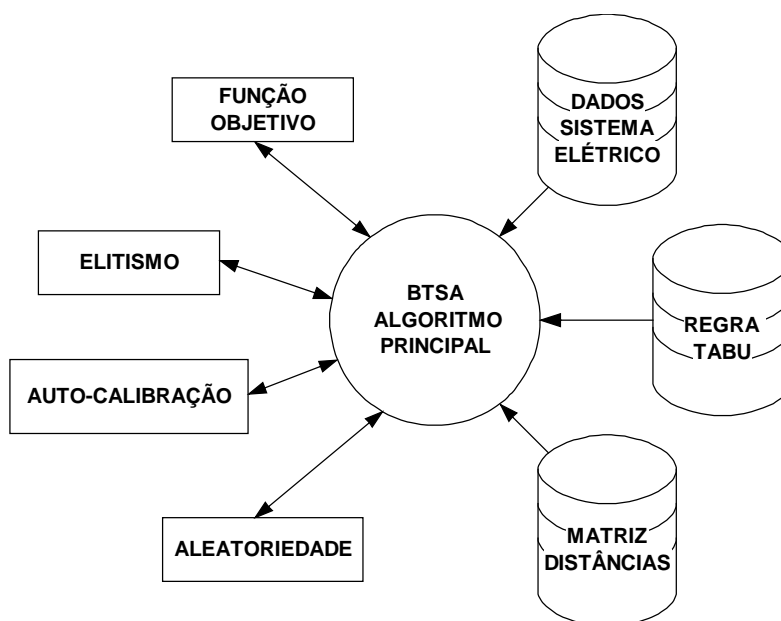 FUNÇÃO
OBJETIVO
DADOS
SISTEMA
ELÉTRICO
ELITISMO
BTSA
ALGORITMO
PRINCIPAL
REGRA
TABU
AUTO-CALIBRAÇÃO
ALEATORIEDADE
MATRIZ
DISTÂNCIAS